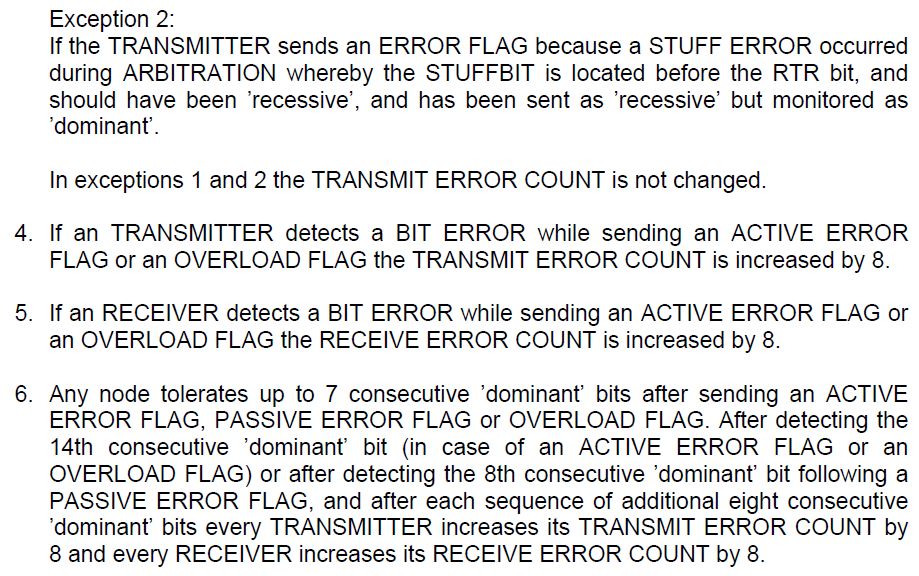 Exception 2:
If the TRANSMITTER sends an ERROR FLAG because a STUFF ERROR occurred
during ARBITRATION whereby the STUFFBIT is located before the RTR bit, and
should have been ’recessive’, and has been sent as ’recessive’ but monitored as
’dominant’.
In exceptions 1 and 2 the TRANSMIT ERROR COUNT is not changed.
4. If an TRANSMITTER detects a BIT ERROR while sending an ACTIVE ERROR
FLAG or an OVERLOAD FLAG the TRANSMIT ERROR COUNT is increased by 8.
5. If an RECEIVER detects a BIT ERROR while sending an ACTIVE ERROR FLAG or
an OVERLOAD FLAG the RECEIVE ERROR COUNT is increased by 8.
6. Any node tolerates up to 7 consecutive ’dominant’ bits after sending an ACTIVE
ERROR FLAG, PASSIVE ERROR FLAG or OVERLOAD FLAG. After detecting the
14th consecutive ’dominant’ bit (in case of an ACTIVE ERROR FLAG or an
OVERLOAD FLAG) or after detecting the 8th consecutive ’dominant’ bit following a
PASSIVE ERROR FLAG, and after each sequence of additional eight consecutive
’dominant’ bits every TRANSMITTER increases its TRANSMIT ERROR COUNT by
8 and every RECEIVER increases its RECEIVE ERROR COUNT by 8.